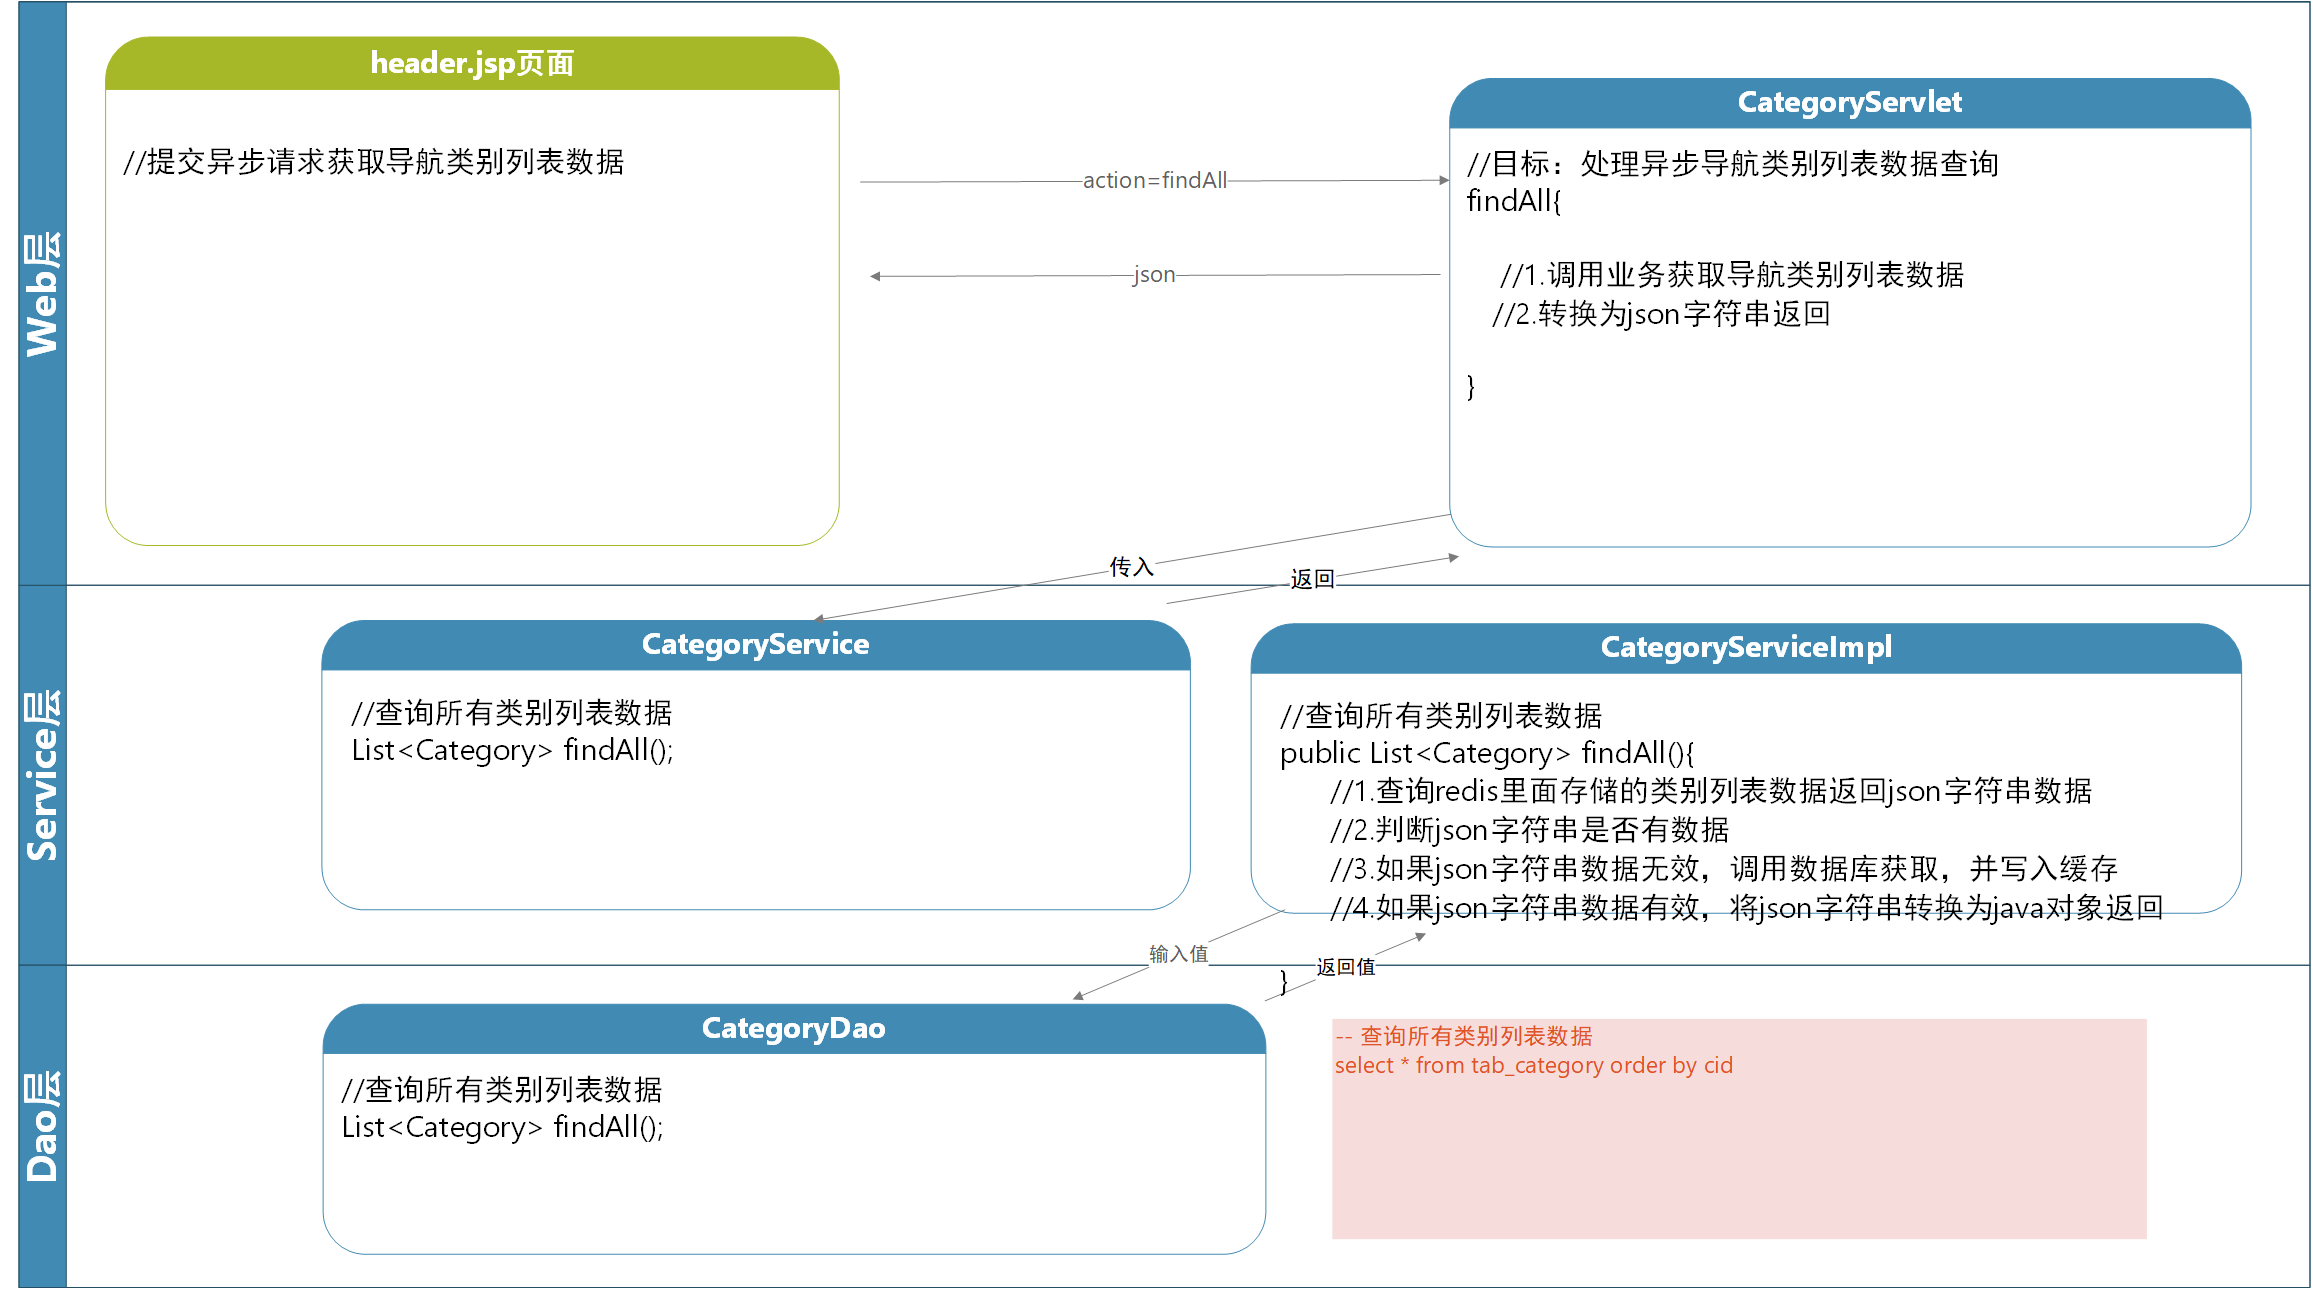 Web层
header.jsp页面
//提交异步请求获取导航类别列表数据
action=findAll
json
CategoryServlet
//目标：处理异步导航类别列表数据查询
findAll{
//1.调用业务获取导航类别列表数据
//2.转换为json字符串返回
}
传入
返回
Service层
CategoryService
//查询所有类别列表数据
List<Category> findAll();
CategoryServiceImpl
//查询所有类别列表数据
public List<Category> findAll(){
//1.查询redis里面存储的类别列表数据返回json字符串数据
//2.判断json字符串是否有数据
//3.如果json字符串数据无效，调用数据库获取，并写入缓存
//4.如果json字符串数据有效，将json字符串转换为java对象返回
}
输入值
返回值
Dao层
CategoryDao
//查询所有类别列表数据
List<Category> findAll();
-- 查询所有类别列表数据
select * from tab_category order by cid